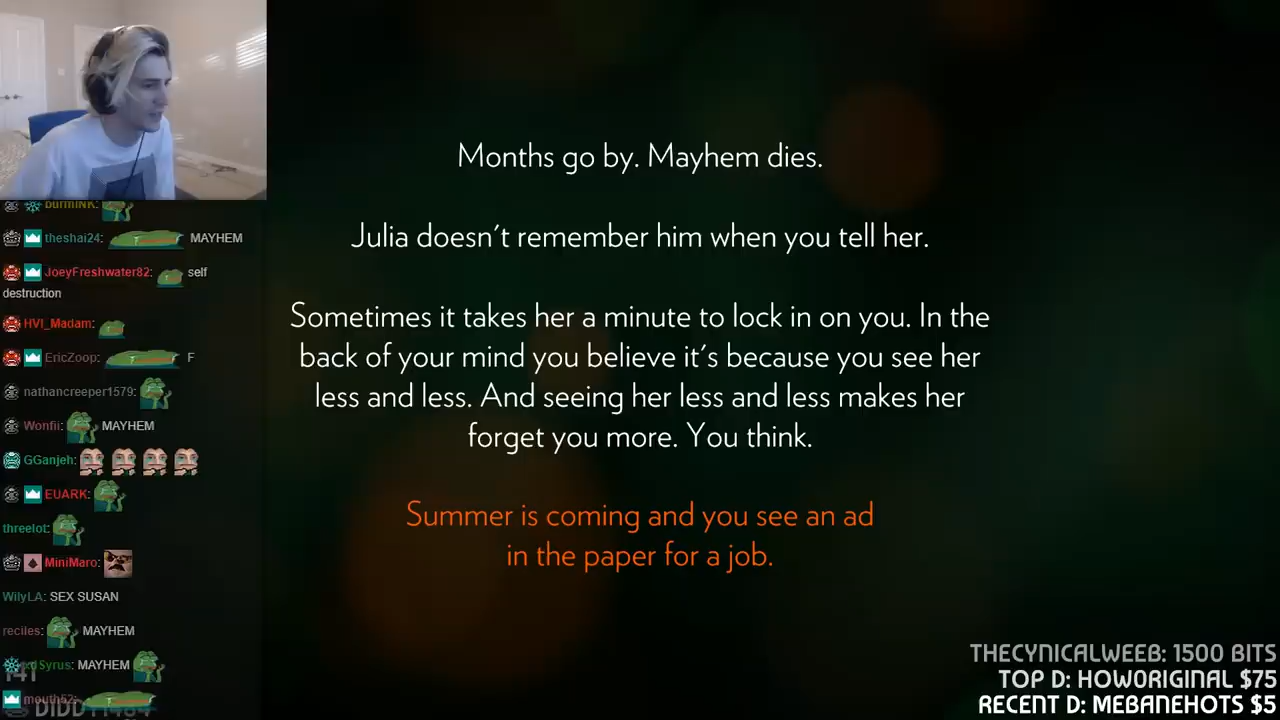 Months go by. Mayhem dies.
Julia doesn't remember him when you tell her.
Sometimes it takes her a minute to lock in on you. In the
back of your mind you believe it's because you see her
less and less. And seeing her less and less makes her
forget you more. You think.
Summer is coming and you see an ad
in the paper for a job.
burminK:
theshai24: MAYHEM
JoeyFreshwater82: self
destruction
HVI_Madam:
EricZoop: F
nathancreeper1579:
Wonfii: MAYHEM
GGanjeh:
EUARK:
threelot:
MiniMaro:
WilyLA: SEX SUSAN
reciles: MAYHEM
dSyrus: MAYHEM
mouth52:
THECYNICALWEEB: 1500 BITS
TOP D: HOWORIGINAL $75
RECENT D: MEBANEHOTS $5